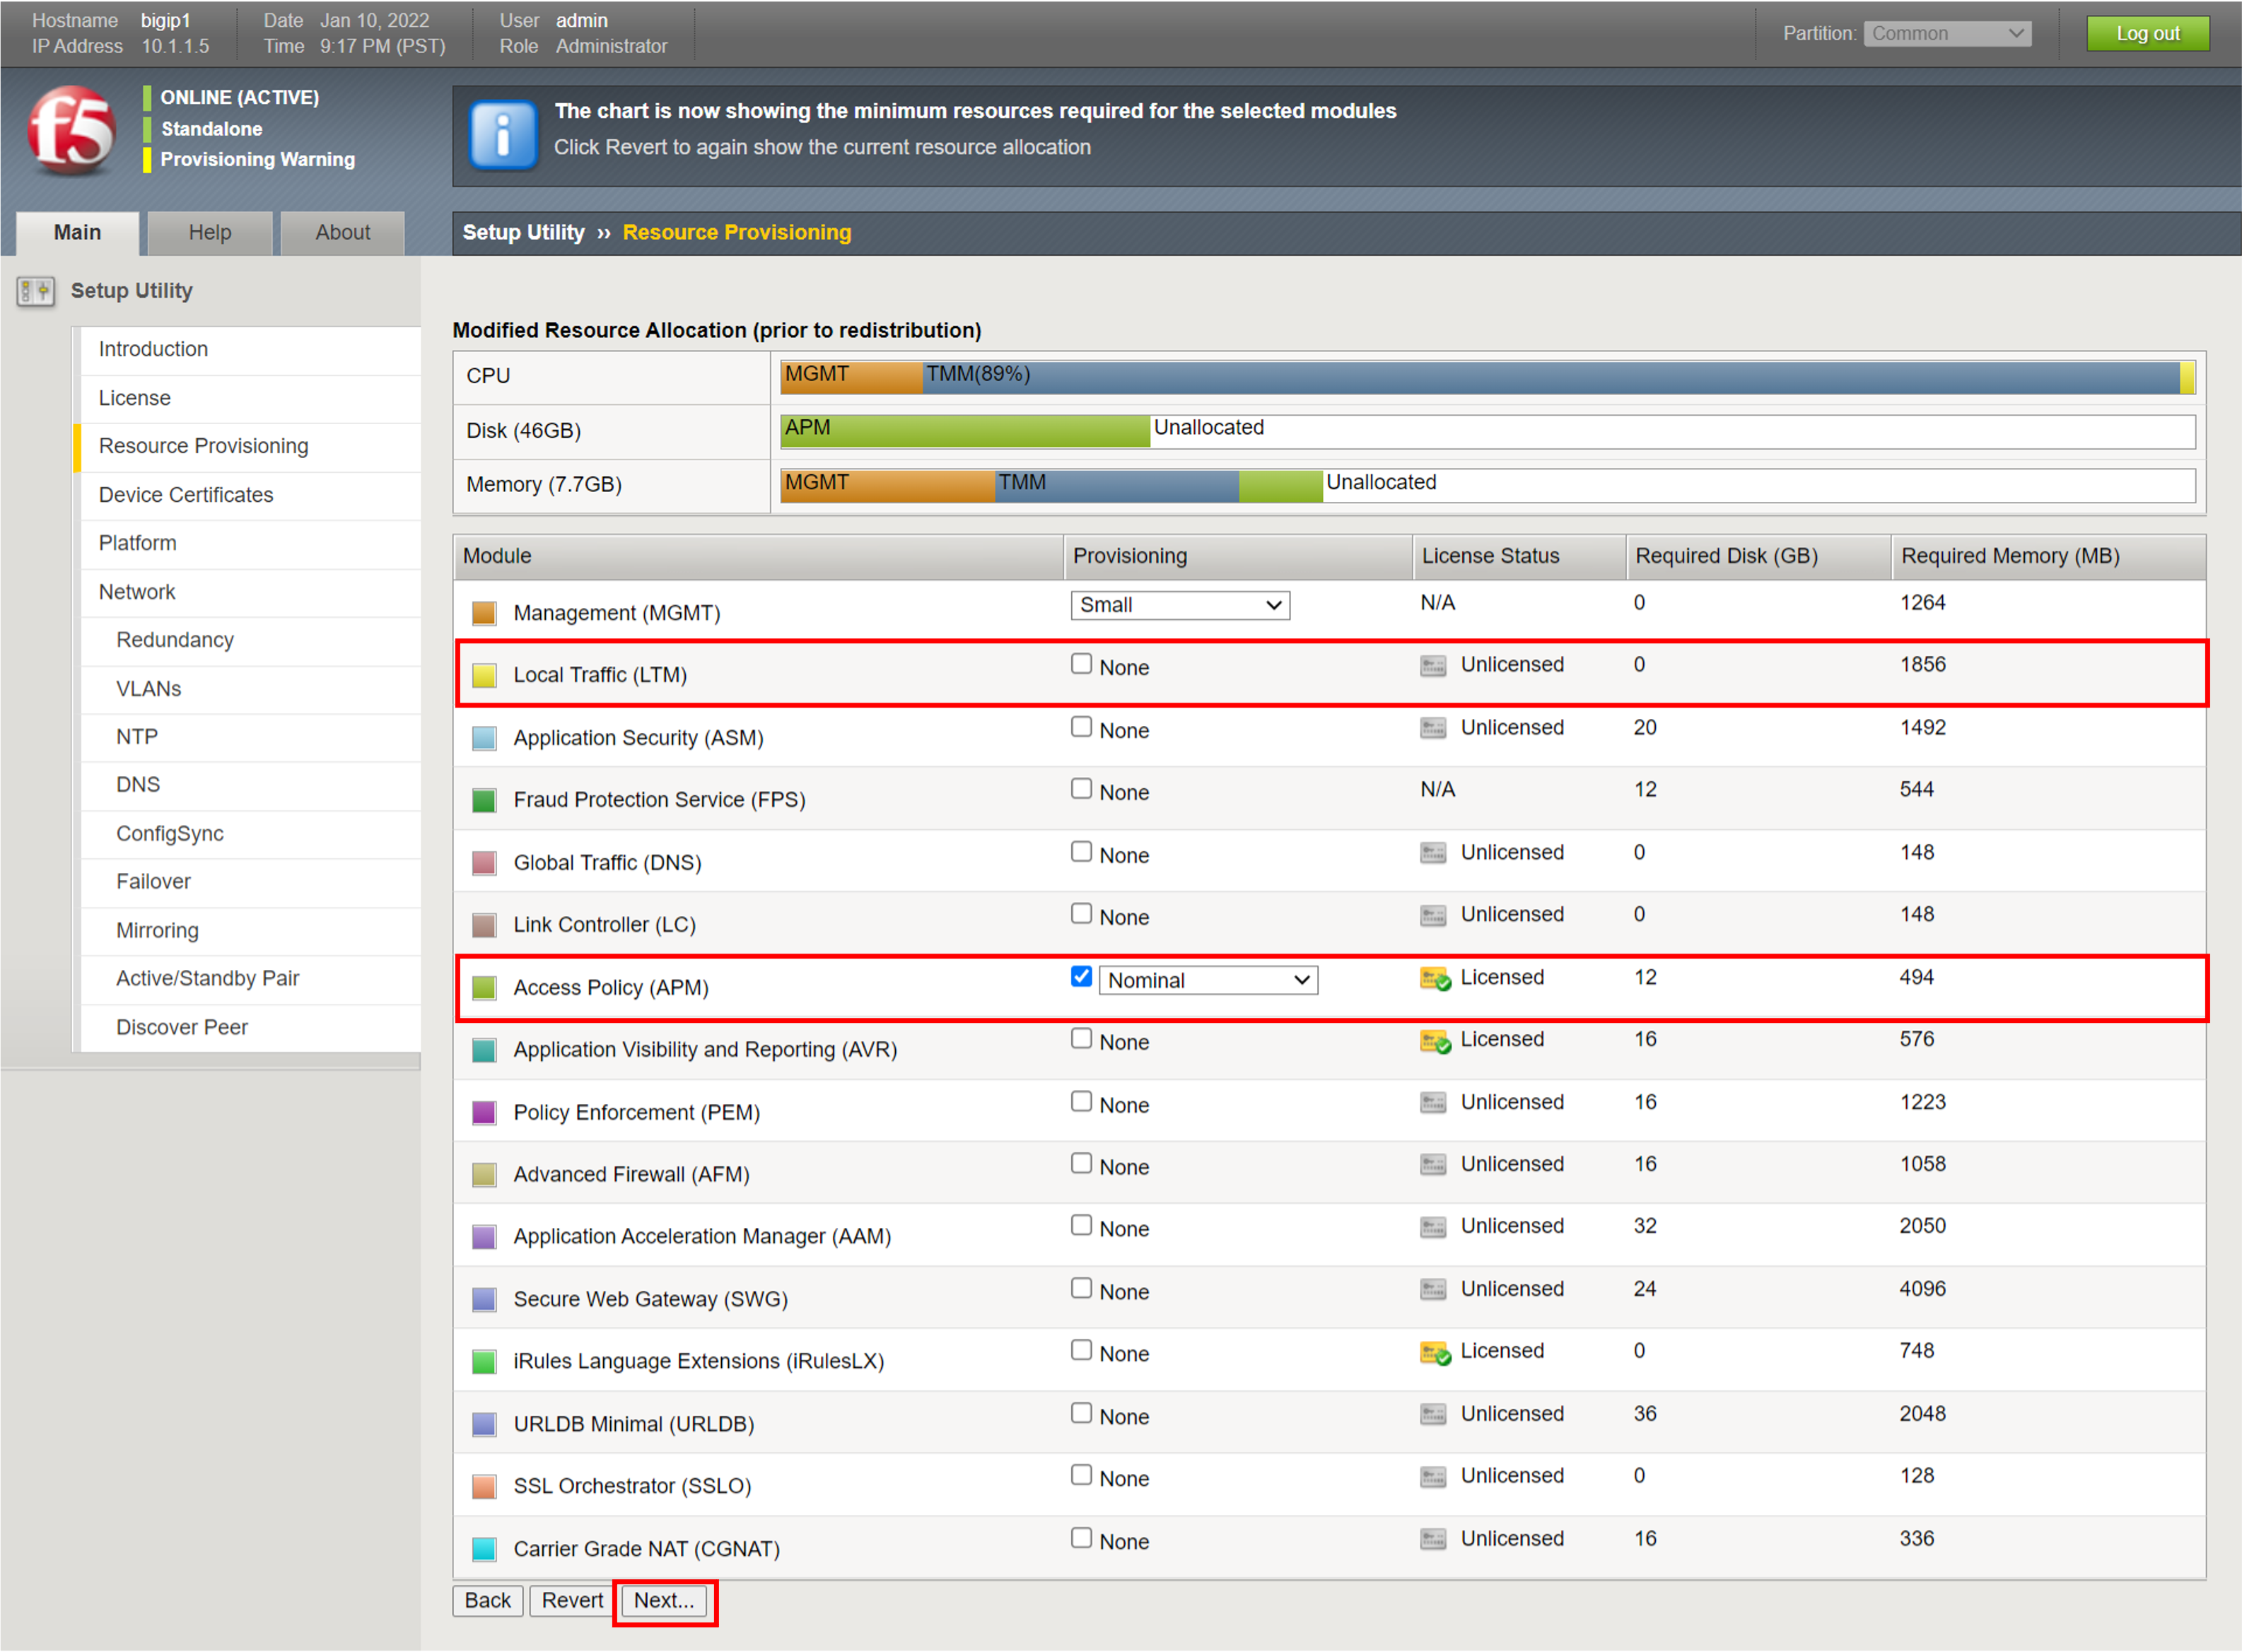 Hostname bigip1 Date Jan 10, 2022 User admin
IP Address 10.1.1.5 Time 9:17 PM (PST) Role Administrator
Partition: Common Log out
f5
ONLINE (ACTIVE)
Standalone
Provisioning Warning
The chart is now showing the minimum resources required for the selected modules
Click Revert to again show the current resource allocation
Main Help About
Setup Utility ›› Resource Provisioning
Setup Utility
Introduction
License
Resource Provisioning
Device Certificates
Platform
Network
Redundancy
VLANs
NTP
DNS
ConfigSync
Failover
Mirroring
Active/Standby Pair
Discover Peer
Modified Resource Allocation (prior to redistribution)
CPU MGMT TMM(89%)
Disk (46GB) APM Unallocated
Memory (7.7GB) MGMT TMM Unallocated
Module Provisioning License Status Required Disk (GB) Required Memory (MB)
Management (MGMT) Small N/A 0 1264
Local Traffic (LTM) None Unlicensed 0 1856
Application Security (ASM) None Unlicensed 20 1492
Fraud Protection Service (FPS) None N/A 12 544
Global Traffic (DNS) None Unlicensed 0 148
Link Controller (LC) None Unlicensed 0 148
Access Policy (APM) Nominal Licensed 12 494
Application Visibility and Reporting (AVR) None Licensed 16 576
Policy Enforcement (PEM) None Unlicensed 16 1223
Advanced Firewall (AFM) None Unlicensed 16 1058
Application Acceleration Manager (AAM) None Unlicensed 32 2050
Secure Web Gateway (SWG) None Unlicensed 24 4096
iRules Language Extensions (iRulesLX) None Licensed 0 748
URLDB Minimal (URLDB) None Unlicensed 36 2048
SSL Orchestrator (SSLO) None Unlicensed 0 128
Carrier Grade NAT (CGNAT) None Unlicensed 16 336
Back Revert Next...